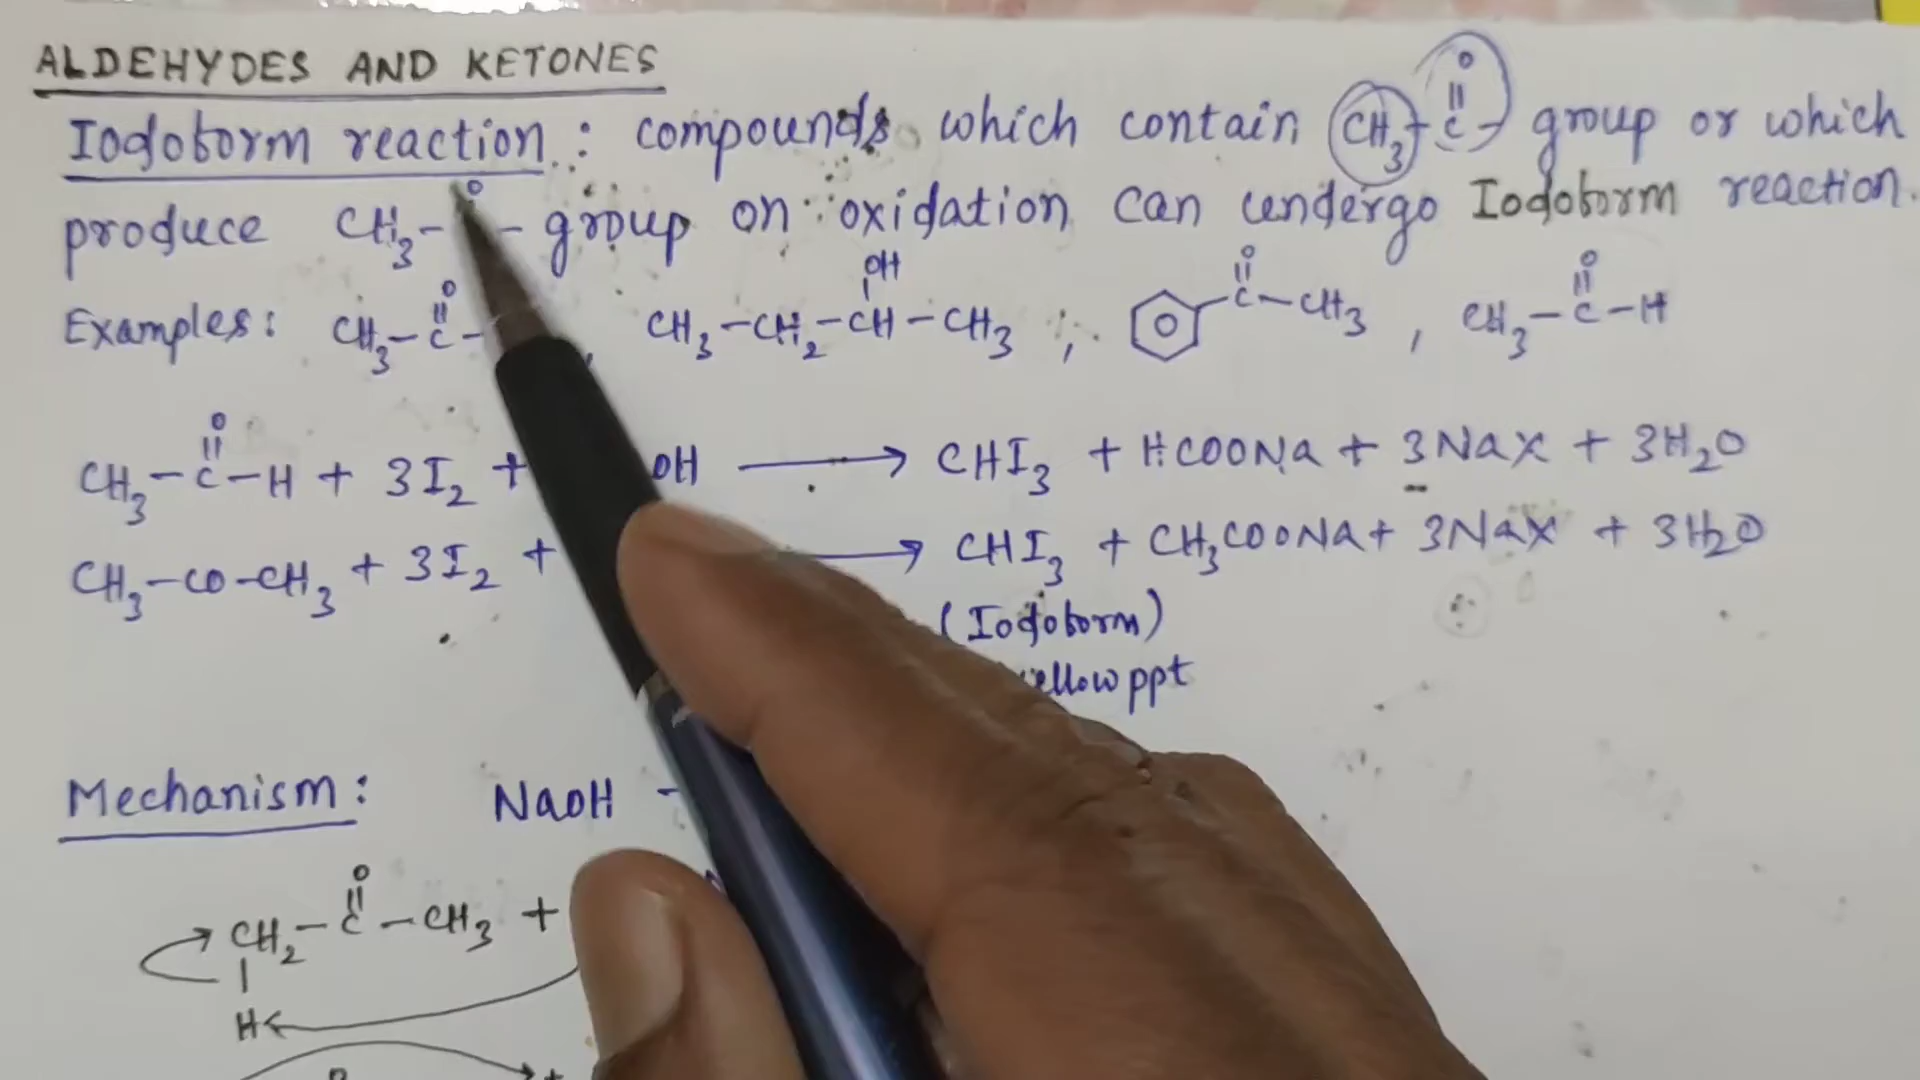 ALDEHYDES AND KETONES
Iodoform reaction : compounds which contain CH3-C- group or which
O
||
produce CH3- - group on oxidation can undergo Iodoform reaction.
O
Examples: CH3-C- , CH3-CH2-CH-CH3 ; C-CH3 , CH3-C-H
O
||
OH
O
||
O
||
CH3-C-H + 3I2 + OH ⟶ CHI3 + HCOONa + 3NaX + 3H2O
O
||
CH3-CO-CH3 + 3I2 + ⟶ CHI3 + CH3COONa + 3NaX + 3H2O
(Iodoform)
yellow ppt
Mechanism: NaOH
O
||
CH2-C-CH3 +
|
H